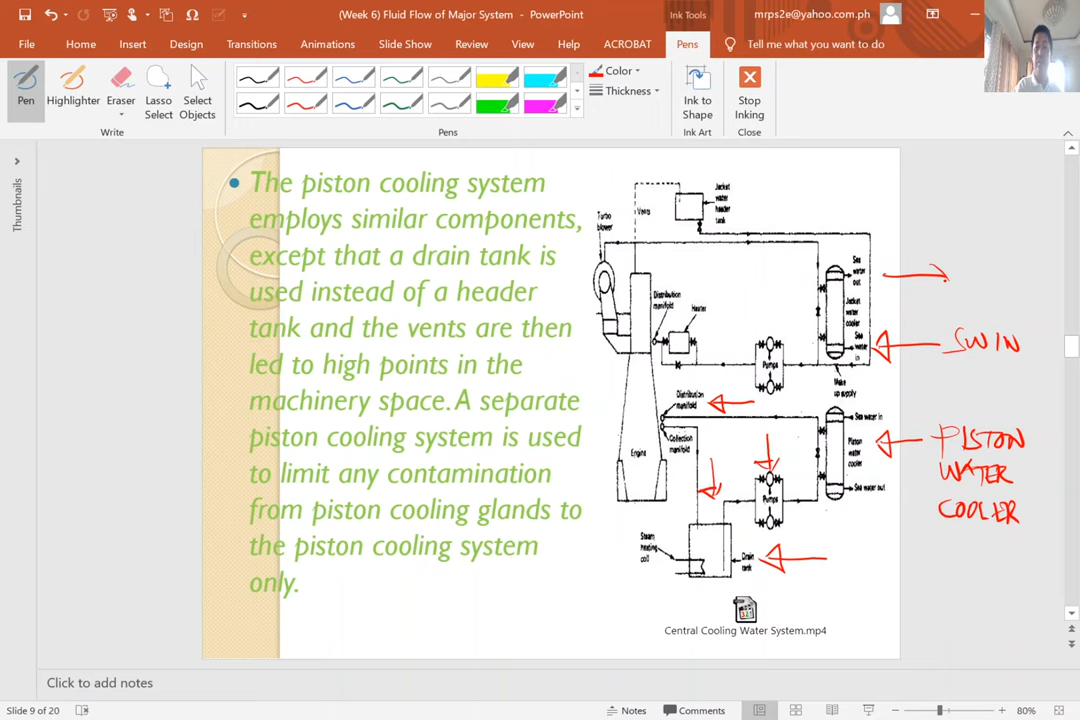 (Week 6) Fluid Flow of Major System - PowerPoint
Ink Tools
mrps2e@yahoo.com.ph
File Home Insert Design Transitions Animations Slide Show Review View Help ACROBAT Pens Tell me what you want to do
Pen Highlighter Eraser Lasso Select Select Objects
Color
Thickness
Ink to Shape
Stop Inking
Write
Pens
Ink Art
Close
Thumbnails
The piston cooling system
employs similar components,
except that a drain tank is
used instead of a header
tank and the vents are then
led to high points in the
machinery space. A separate
piston cooling system is used
to limit any contamination
from piston cooling glands to
the piston cooling system
only.
Jacket
water
header
tank
Vents
Turbo
blower
Distribution
manifold
Heater
Sea
water
out
Jacket
water
cooler
Sea
water
in
Pumps
Make
up supply
Distribution
manifold
Collection
manifold
Engine
Sea water in
Piston
water
cooler
Sea water out
Pumps
Steam
heating
coil
Drain
tank
SW IN
PISTON
WATER
COOLER
Central Cooling Water System.mp4
Click to add notes
Slide 9 of 20
Notes
Comments
80%